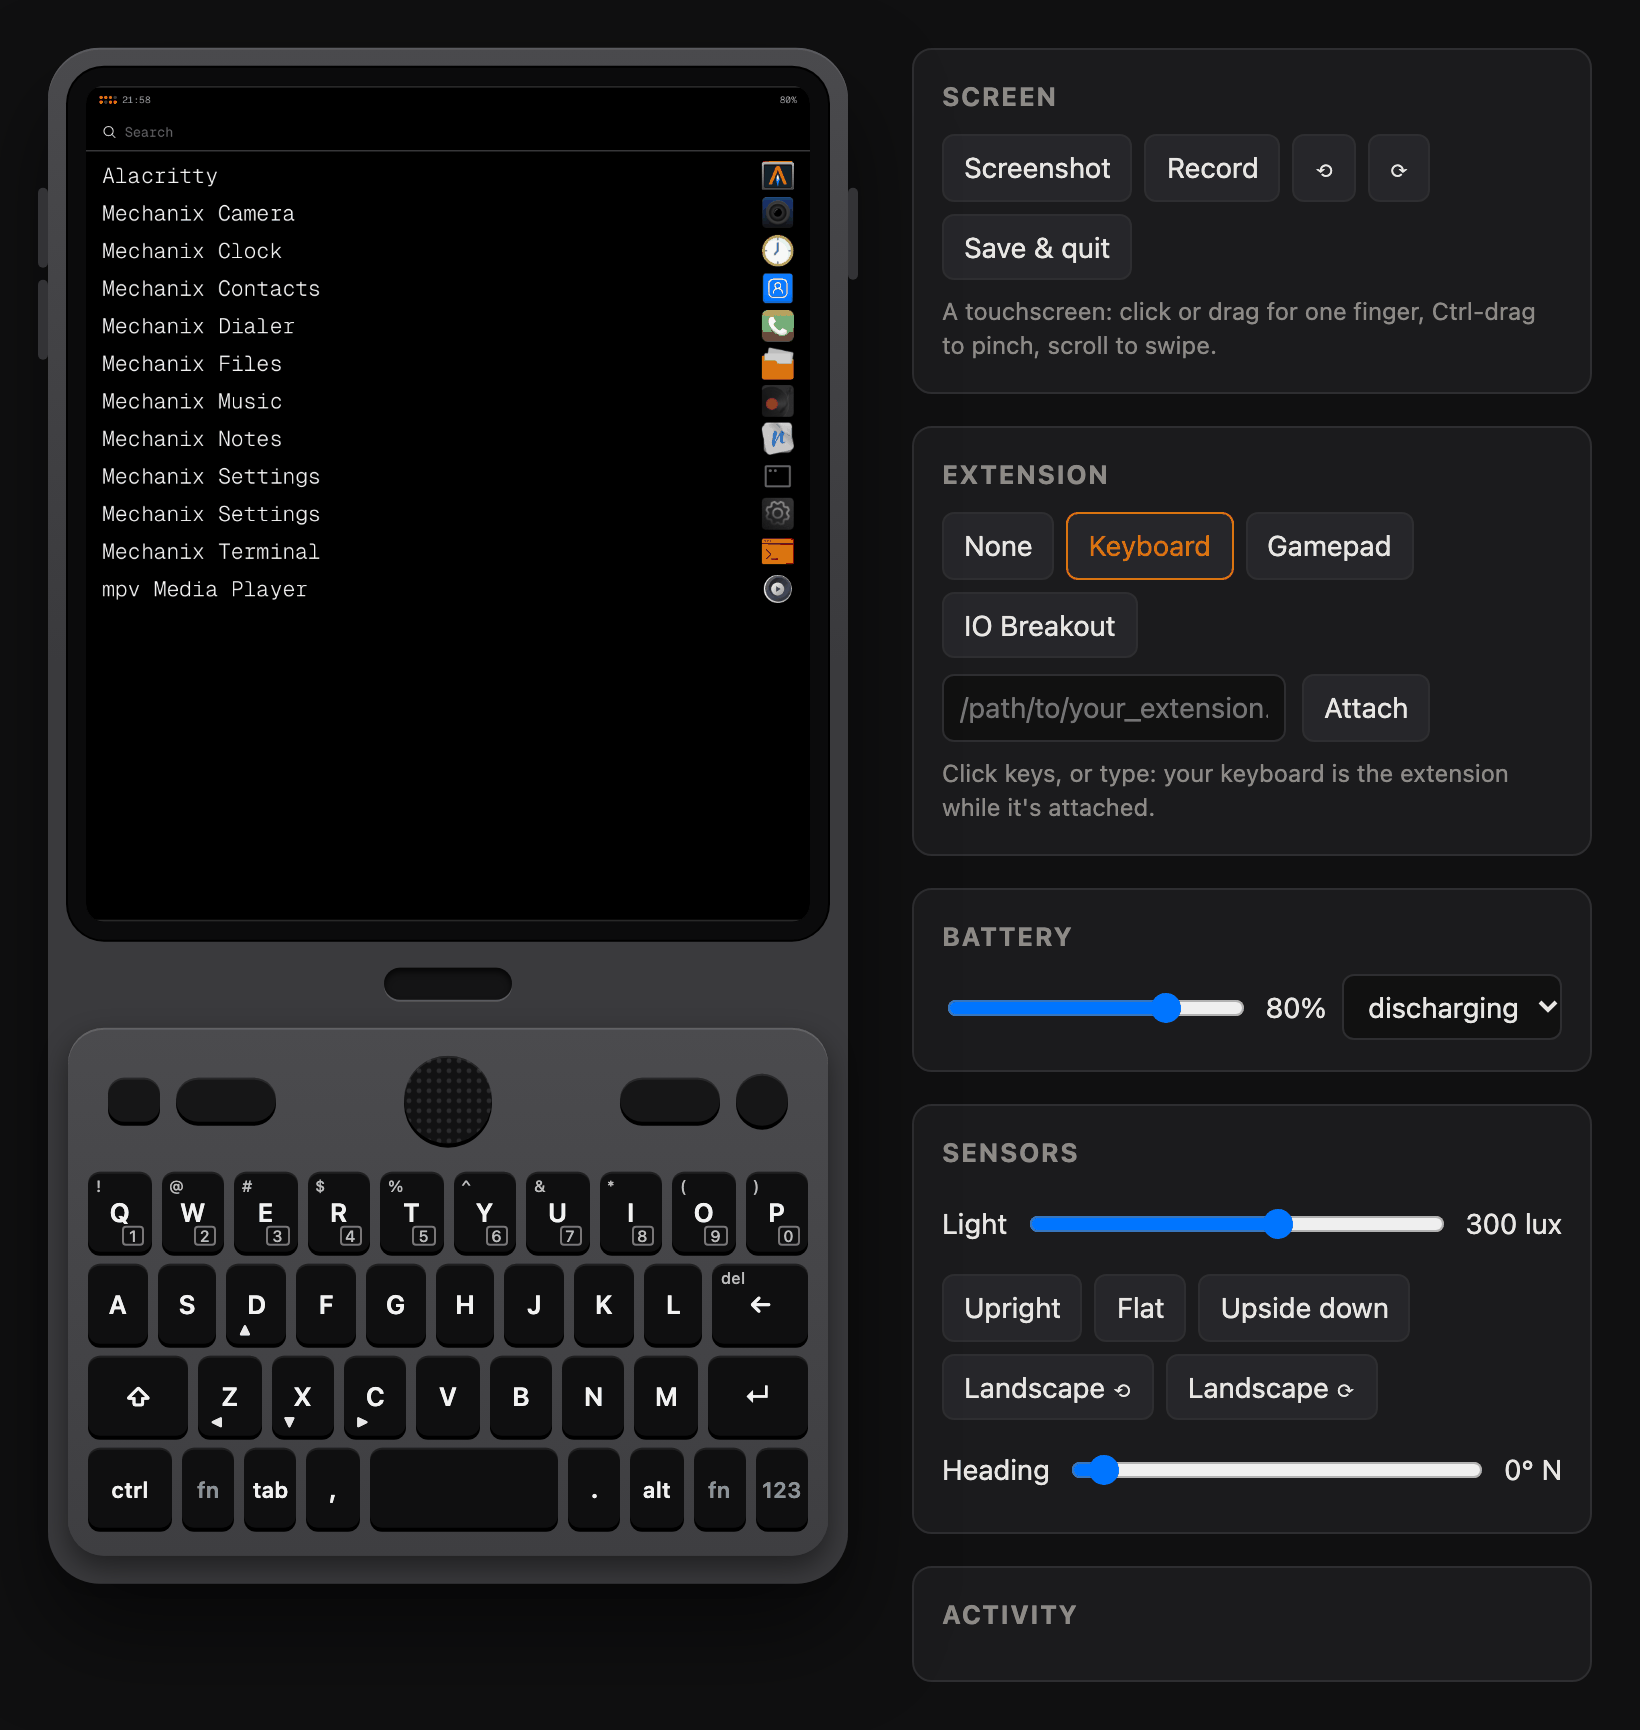 21:58 80%
Search
Alacritty
Mechanix Camera
Mechanix Clock
Mechanix Contacts
Mechanix Dialer
Mechanix Files
Mechanix Music
Mechanix Notes
Mechanix Settings
Mechanix Settings
Mechanix Terminal
mpv Media Player
! @ # $ % ^ & * ( )
Q W E R T Y U I O P
1 2 3 4 5 6 7 8 9 0
del
A S D F G H J K L ←
Z X C V B N M
ctrl fn tab , . alt fn 123
SCREEN
Screenshot Record ⟲ ⟳
Save & quit
A touchscreen: click or drag for one finger, Ctrl-drag
to pinch, scroll to swipe.
EXTENSION
None Keyboard Gamepad
IO Breakout
/path/to/your_extension. Attach
Click keys, or type: your keyboard is the extension
while it's attached.
BATTERY
80% discharging
SENSORS
Light 300 lux
Upright Flat Upside down
Landscape ⟲ Landscape ⟳
Heading 0° N
ACTIVITY